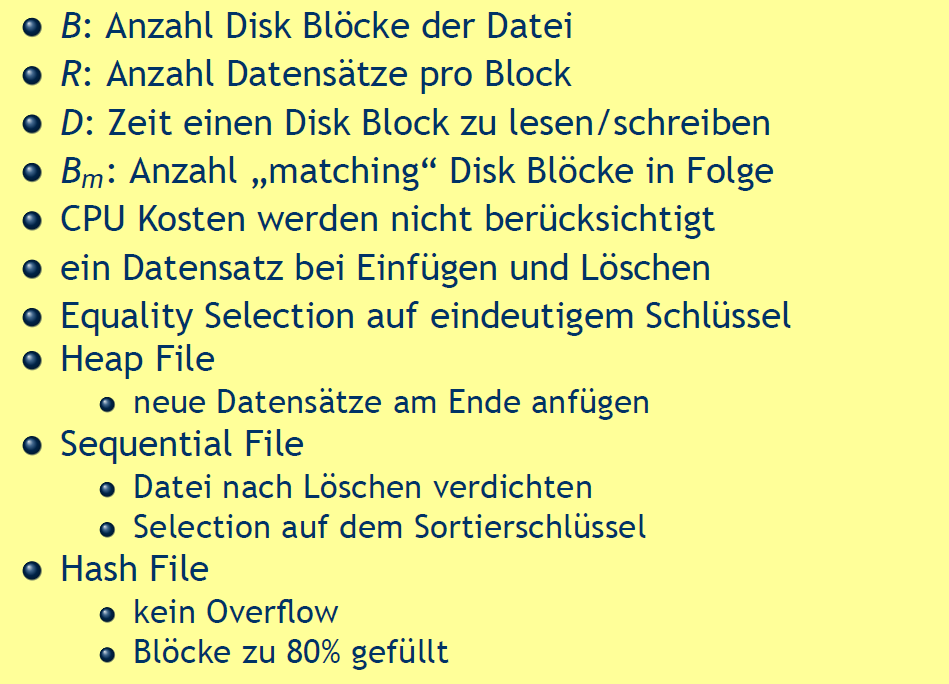 B: Anzahl Disk Blöcke der Datei
R: Anzahl Datensätze pro Block
D: Zeit einen Disk Block zu lesen/schreiben
Bm: Anzahl „matching“ Disk Blöcke in Folge
CPU Kosten werden nicht berücksichtigt
ein Datensatz bei Einfügen und Löschen
Equality Selection auf eindeutigem Schlüssel
Heap File
neue Datensätze am Ende anfügen
Sequential File
Datei nach Löschen verdichten
Selection auf dem Sortierschlüssel
Hash File
kein Overflow
Blöcke zu 80% gefüllt